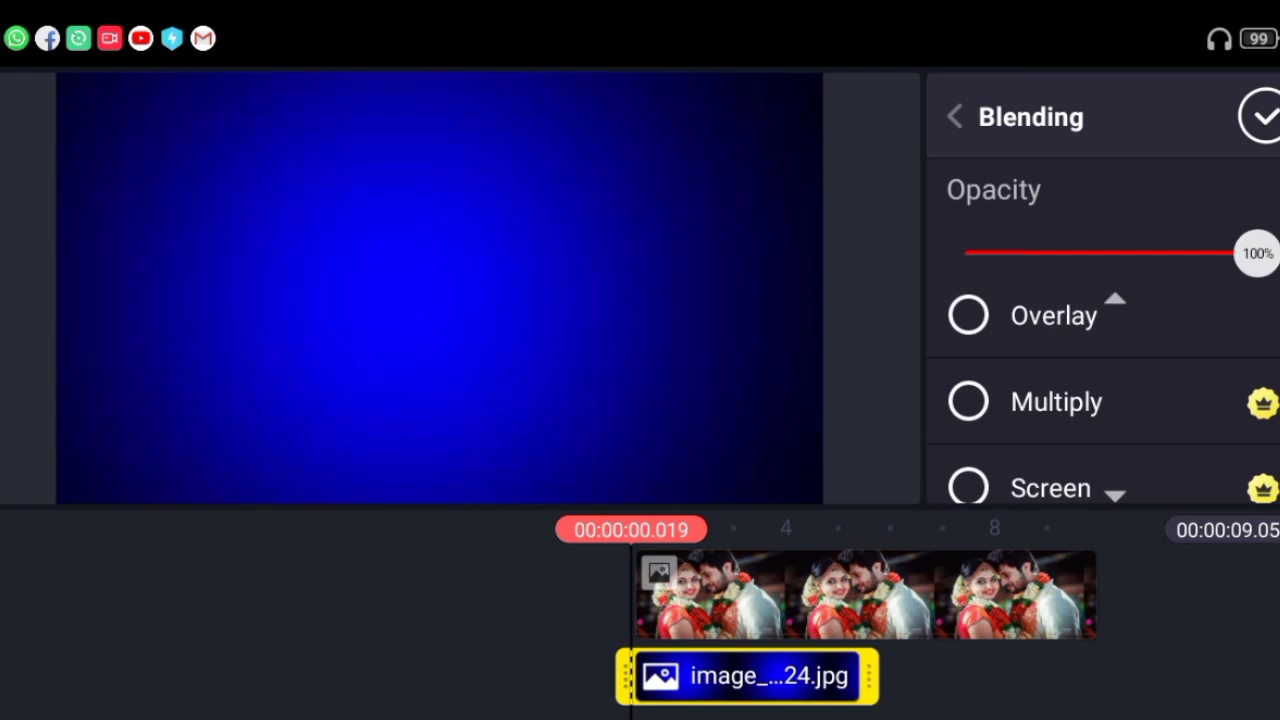 99
Blending
Opacity
100%
Overlay
Multiply
Screen
00:00:00.019
4
8
00:00:09.05
image_...24.jpg